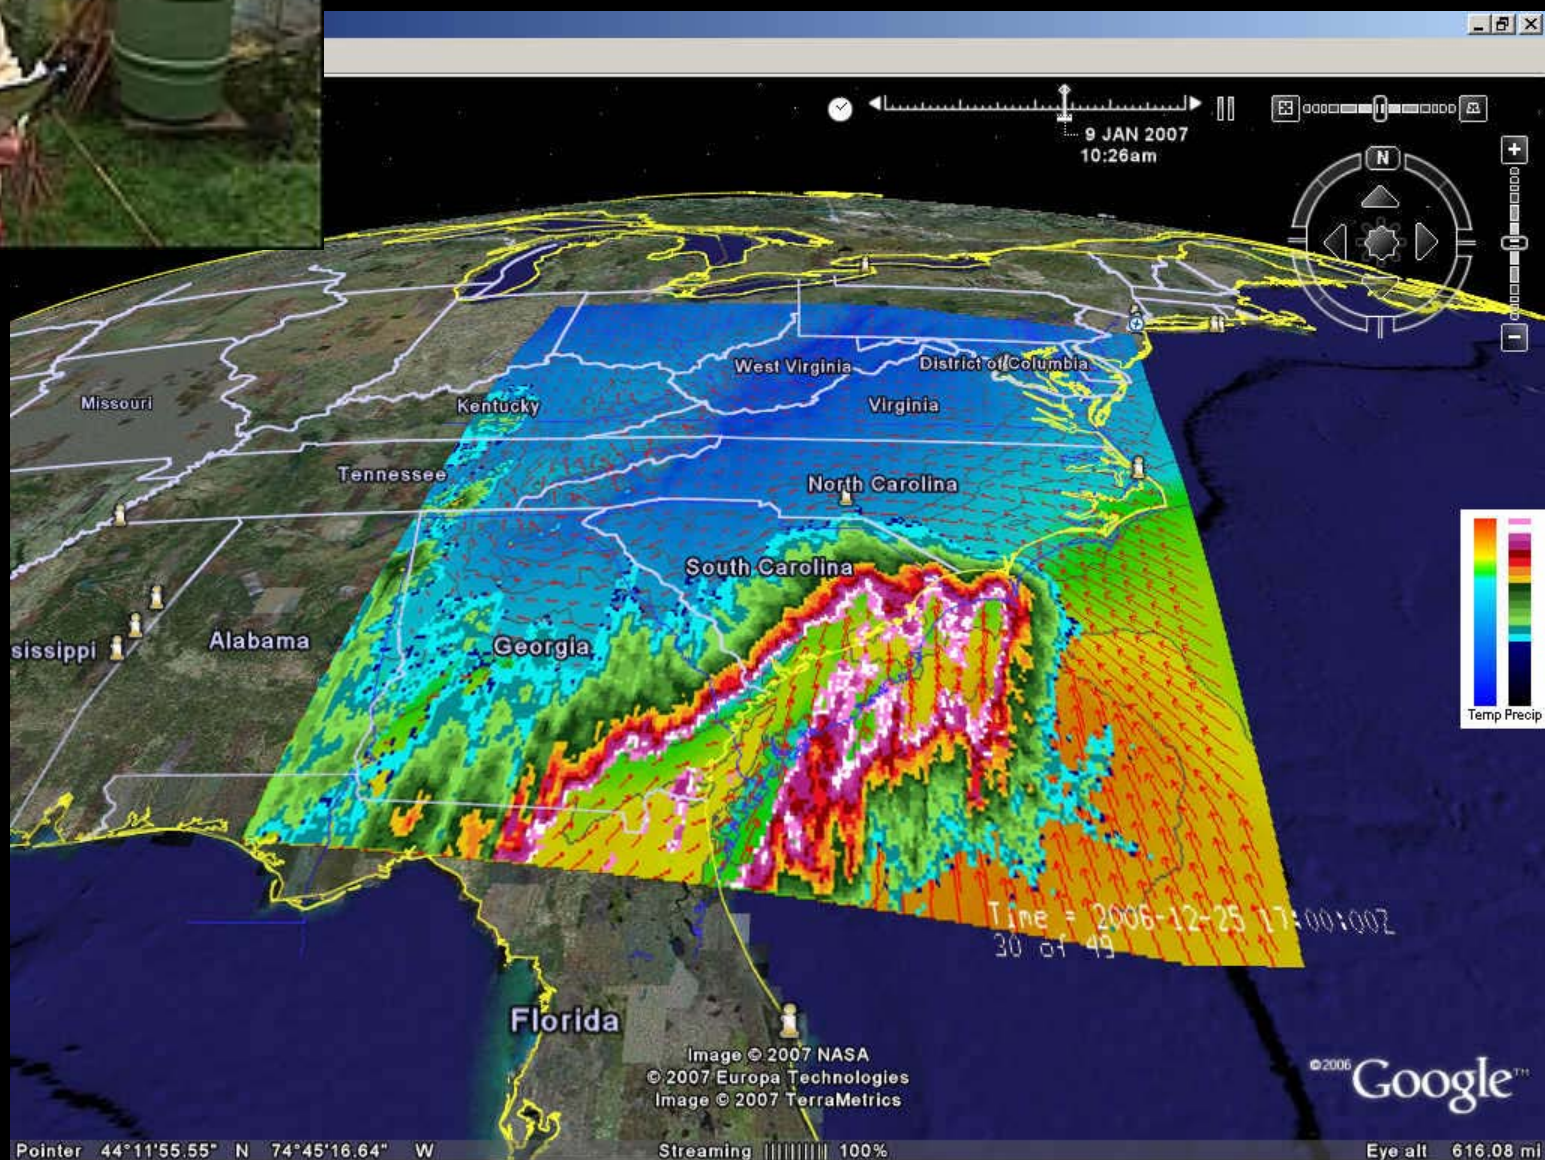 9 JAN 2007
10:26am
N
West Virginia
District of Columbia
Missouri
Kentucky
Virginia
Tennessee
North Carolina
South Carolina
sissippi
Alabama
Georgia
Temp Precip
Time = 2006-12-25 17:00:00Z
30 of 49
Florida
Image © 2007 NASA
© 2007 Europa Technologies
Image © 2007 TerraMetrics
©2006 Google™
Pointer 44°11'55.55" N 74°45'16.64" W Streaming ||||||||| 100% Eye alt 616.08 mi